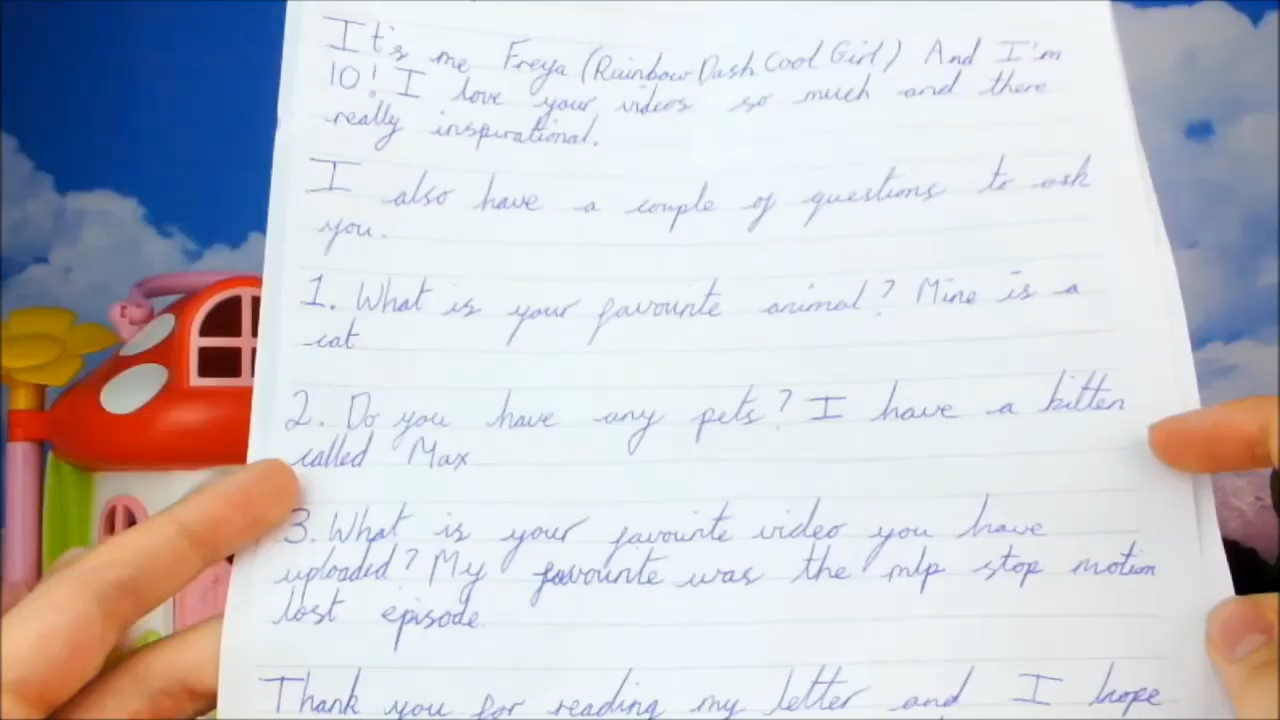 It's me Freya (Rainbow Dash Cool Girl) And I'm
10! I love your videos so much and there
really inspirational.
I also have a couple of questions to ask
you.
1. What is your favourite animal? Mine is a
cat
2. Do you have any pets? I have a kitten
called Max
3. What is your favourite video you have
uploaded? My favourite was the mlp stop motion
lost episode.
Thank you for reading my letter and I hope